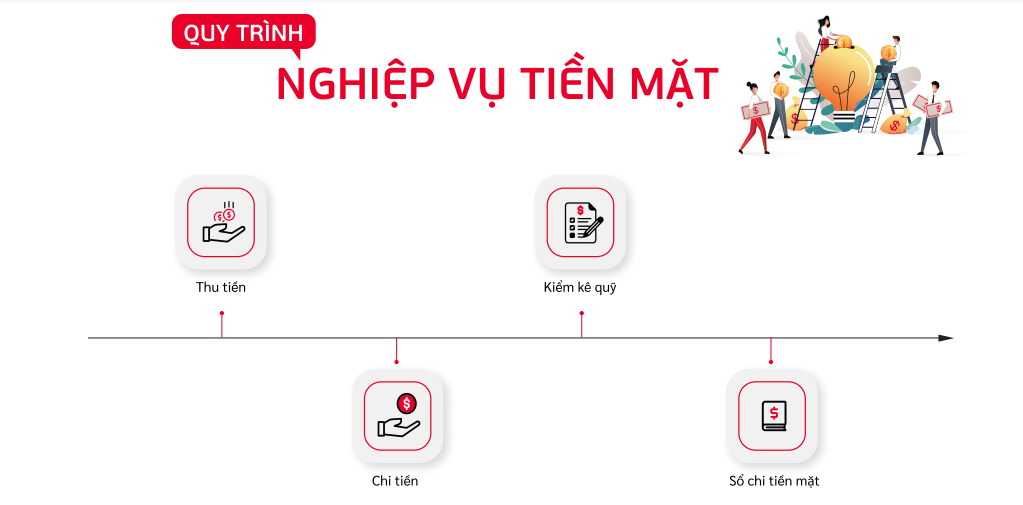 QUY TRÌNH
NGHIỆP VỤ TIỀN MẶT
Thu tiền
Kiểm kê quỹ
Chi tiền
Sổ chi tiền mặt